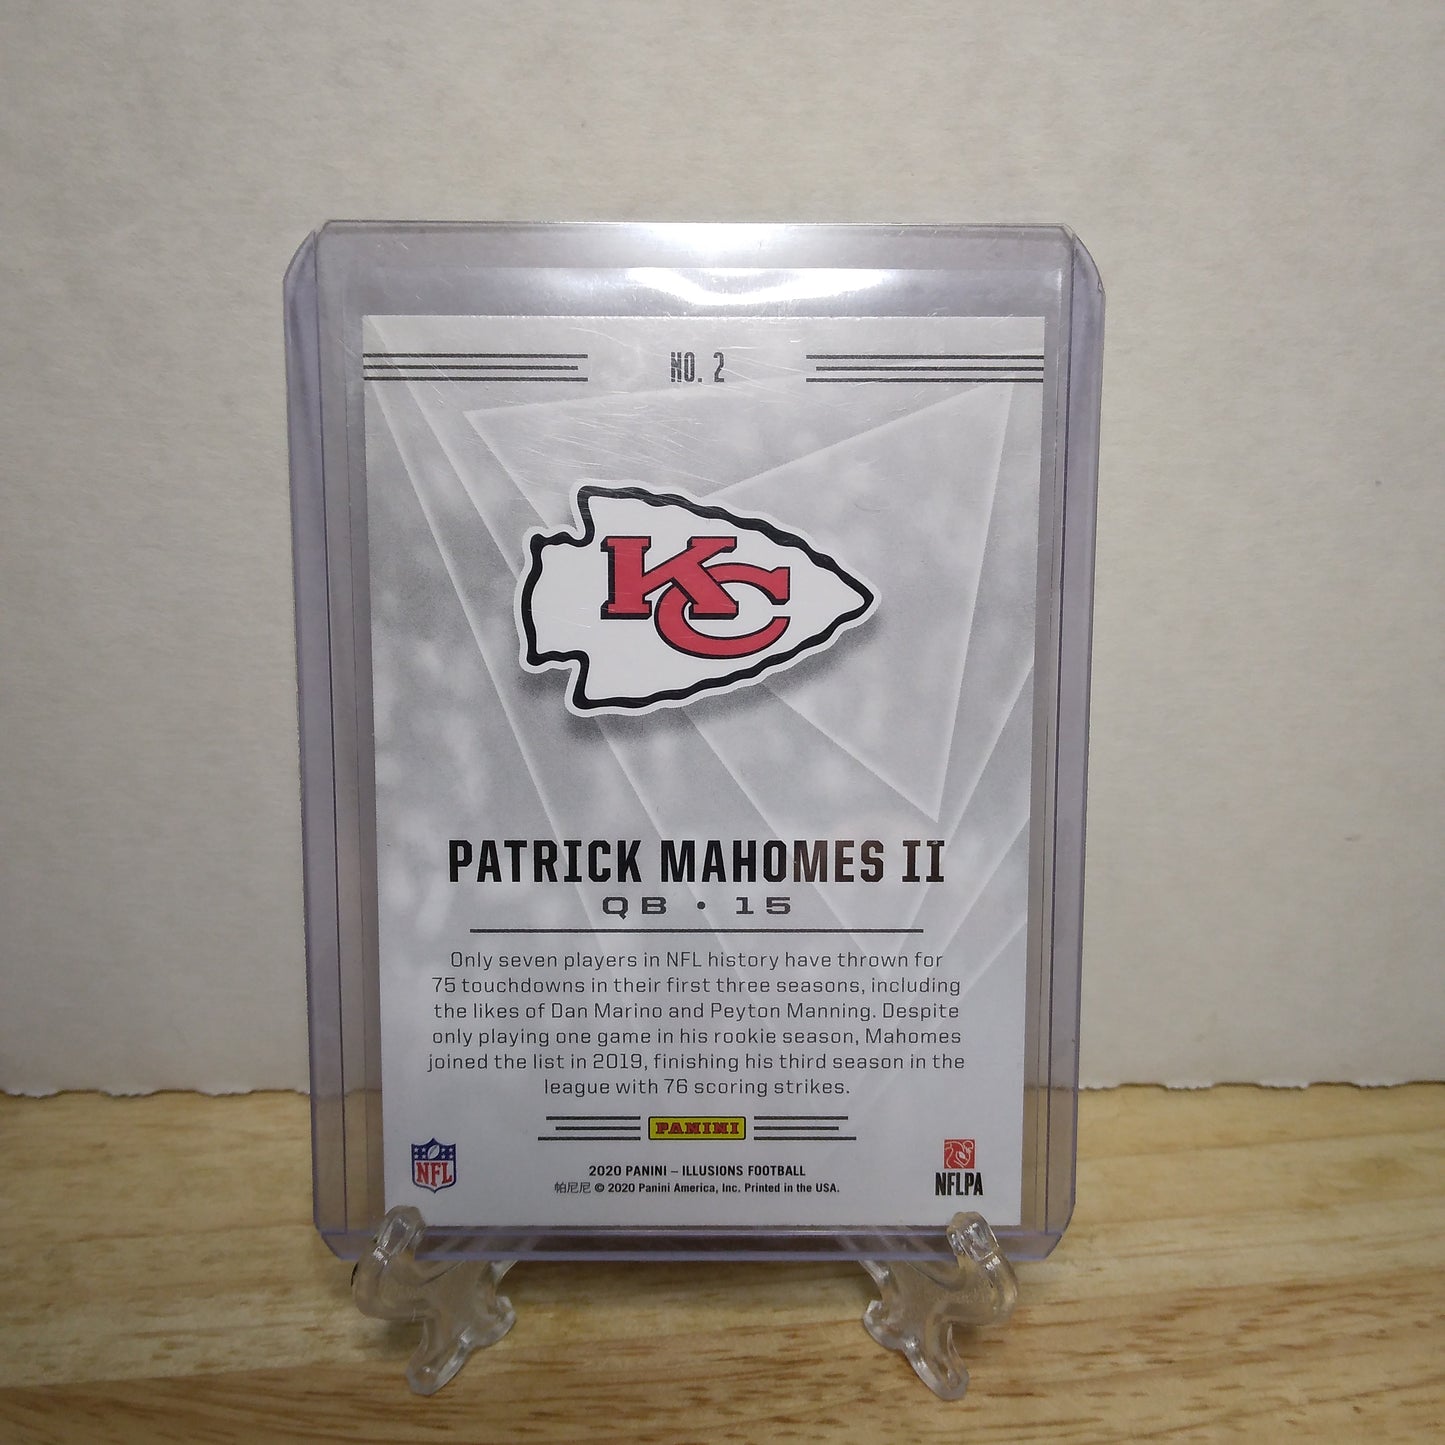 NO. 2
KC
PATRICK MAHOMES II
QB • 15
Only seven players in NFL history have thrown for
75 touchdowns in their first three seasons, including
the likes of Dan Marino and Peyton Manning. Despite
only playing one game in his rookie season, Mahomes
joined the list in 2019, finishing his third season in the
league with 76 scoring strikes.
PANINI
NFL
2020 PANINI – ILLUSIONS FOOTBALL
帕尼尼 © 2020 Panini America, Inc. Printed in the USA.
NFLPA